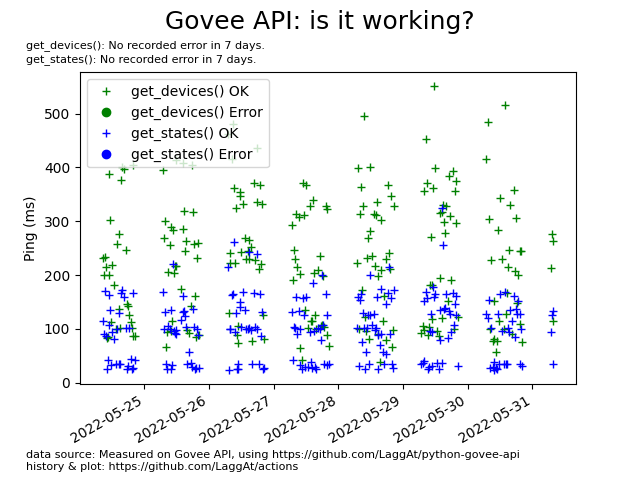 Govee API: is it working?
get_devices(): No recorded error in 7 days.
get_states(): No recorded error in 7 days.
get_devices() OK
get_devices() Error
get_states() OK
get_states() Error
Ping (ms)
500
400
300
200
100
0
2022-05-25
2022-05-26
2022-05-27
2022-05-28
2022-05-29
2022-05-30
2022-05-31
data source: Measured on Govee API, using https://github.com/LaggAt/python-govee-api
history & plot: https://github.com/LaggAt/actions